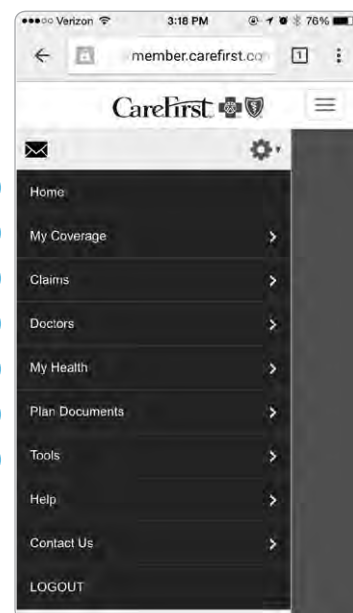 Verizon 3:18 PM 76%
member.carefirst.co
1
CareFirst
Home
My Coverage
Claims
Doctors
My Health
Plan Documents
Tools
Help
Contact Us
LOGOUT